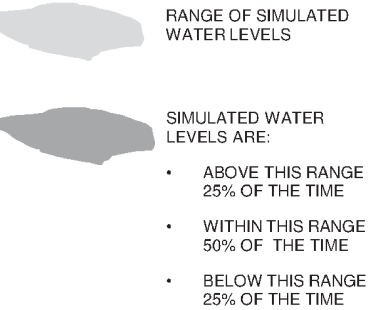 RANGE OF SIMULATED
WATER LEVELS
SIMULATED WATER
LEVELS ARE:
• ABOVE THIS RANGE
25% OF THE TIME
• WITHIN THIS RANGE
50% OF THE TIME
• BELOW THIS RANGE
25% OF THE TIME